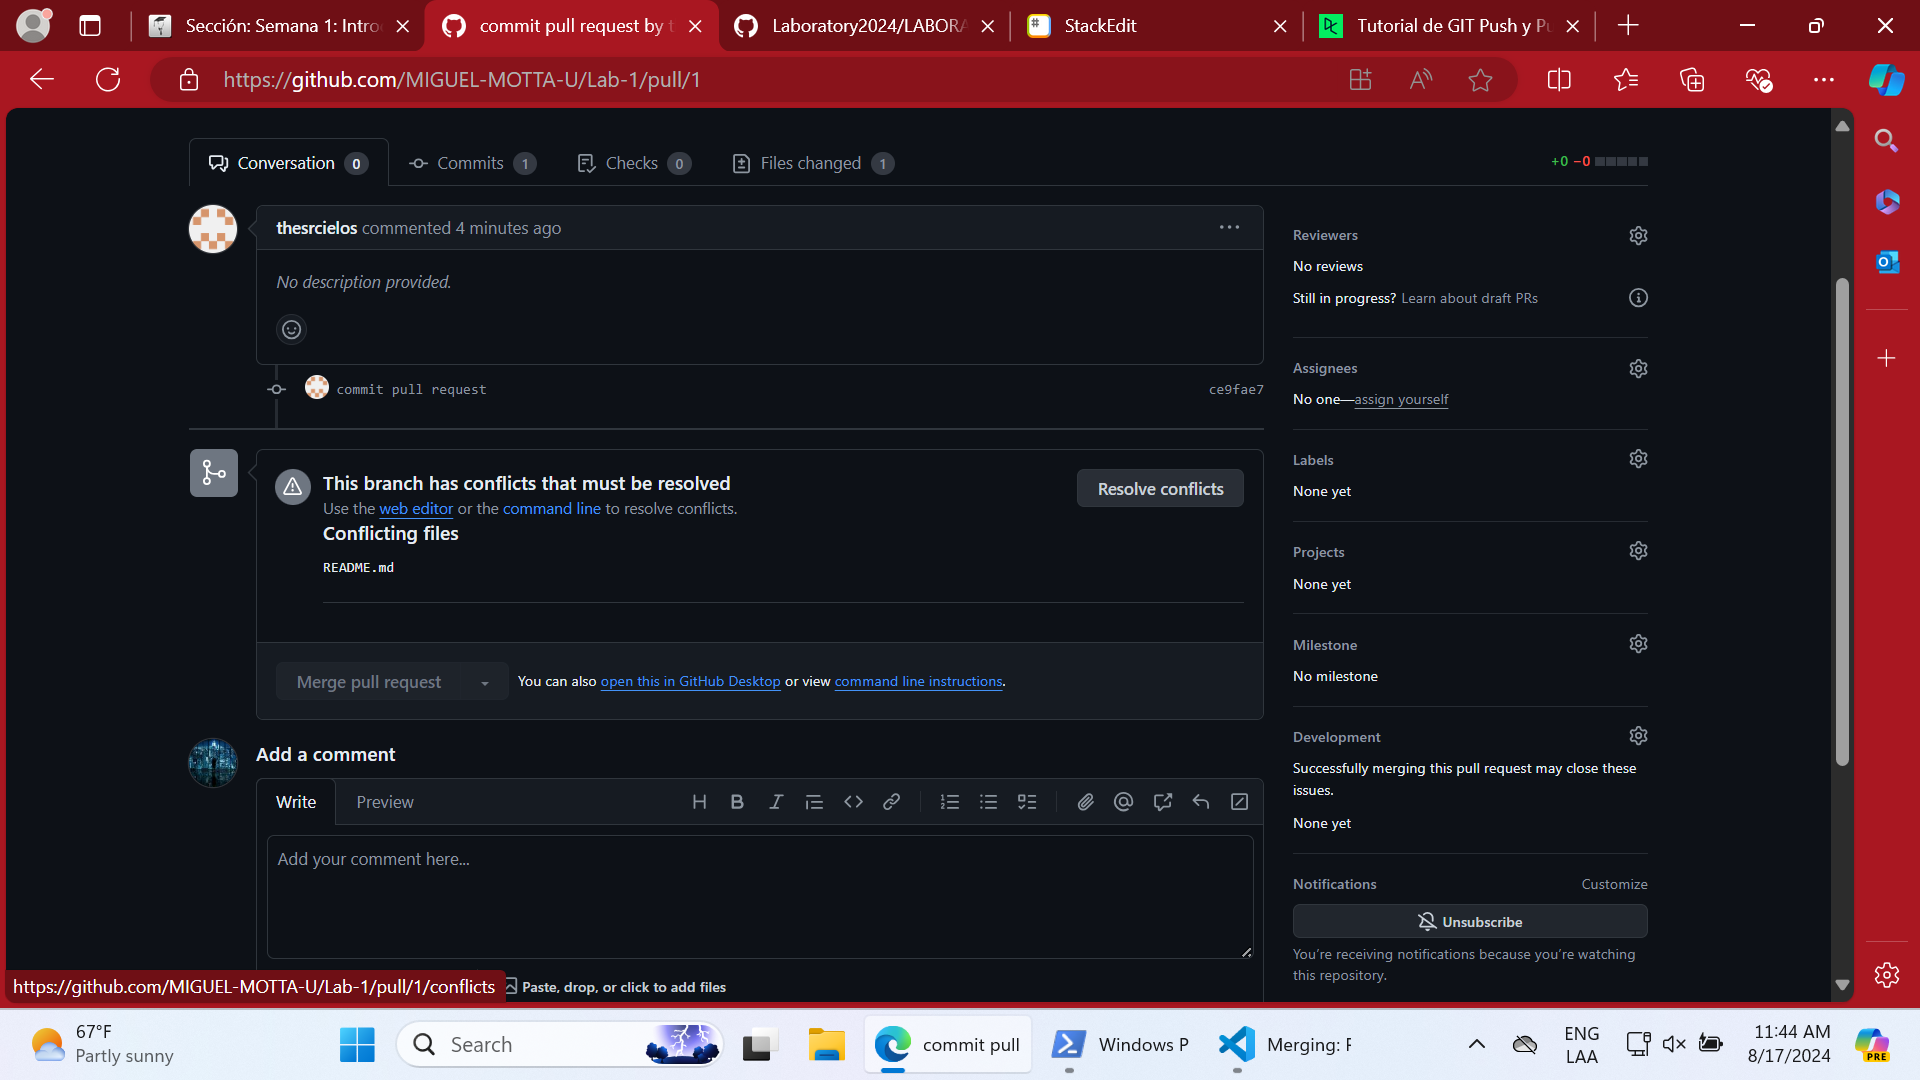 Sección: Semana 1: Intro
commit pull request by t
Laboratory2024/LABORA
StackEdit
Tutorial de GIT Push y Pu
https://github.com/MIGUEL-MOTTA-U/Lab-1/pull/1
Conversation 0
Commits 1
Checks 0
Files changed 1
+0 −0
thesrcielos commented 4 minutes ago
No description provided.
commit pull request
ce9fae7
This branch has conflicts that must be resolved
Use the web editor or the command line to resolve conflicts.
Resolve conflicts
Conflicting files
README.md
Merge pull request
You can also open this in GitHub Desktop or view command line instructions.
Add a comment
Write
Preview
Add your comment here...
Paste, drop, or click to add files
Reviewers
No reviews
Still in progress? Learn about draft PRs
Assignees
No one—assign yourself
Labels
None yet
Projects
None yet
Milestone
No milestone
Development
Successfully merging this pull request may close these
issues.
None yet
Notifications
Customize
Unsubscribe
You're receiving notifications because you're watching
this repository.
https://github.com/MIGUEL-MOTTA-U/Lab-1/pull/1/conflicts
67°F
Partly sunny
Search
commit pull
Windows P
Merging: F
ENG
LAA
11:44 AM
8/17/2024
PRE